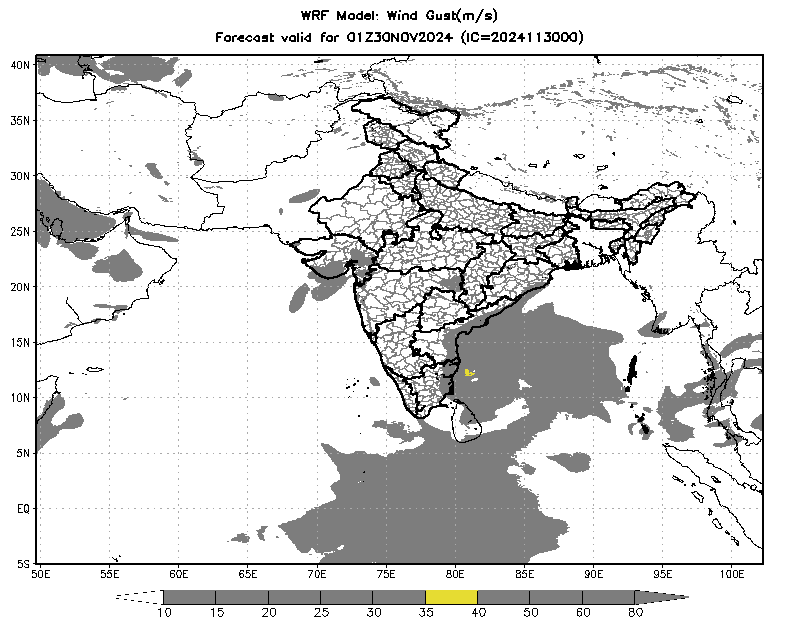 WRF Model: Wind Gust(m/s)
Forecast valid for 01Z30NOV2024 (IC=2024113000)
40N
35N
30N
25N
20N
15N
10N
5N
EQ
5S
50E 55E 60E 65E 70E 75E 80E 85E 90E 95E 100E
10 15 20 25 30 35 40 50 60 80